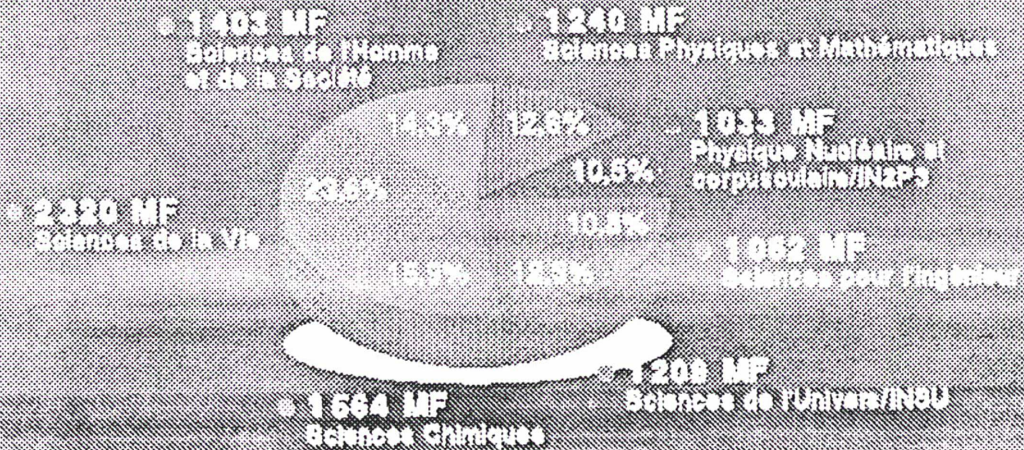 1 403 MF
Sciences de l'Homme
et de la Société
1 240 MF
Sciences Physiques et Mathématiques
14,3% 12,6%
1 033 MF
Physique Nucléaire et
corpusculaire/IN2P3
10,5%
23,6%
2 320 MF
Sciences de la Vie
10,8%
1 062 MF
Sciences pour l'Ingénieur
15,9% 12,3%
MF
Sciences de l'Univers/INSU
1 564 MF
Sciences Chimiques